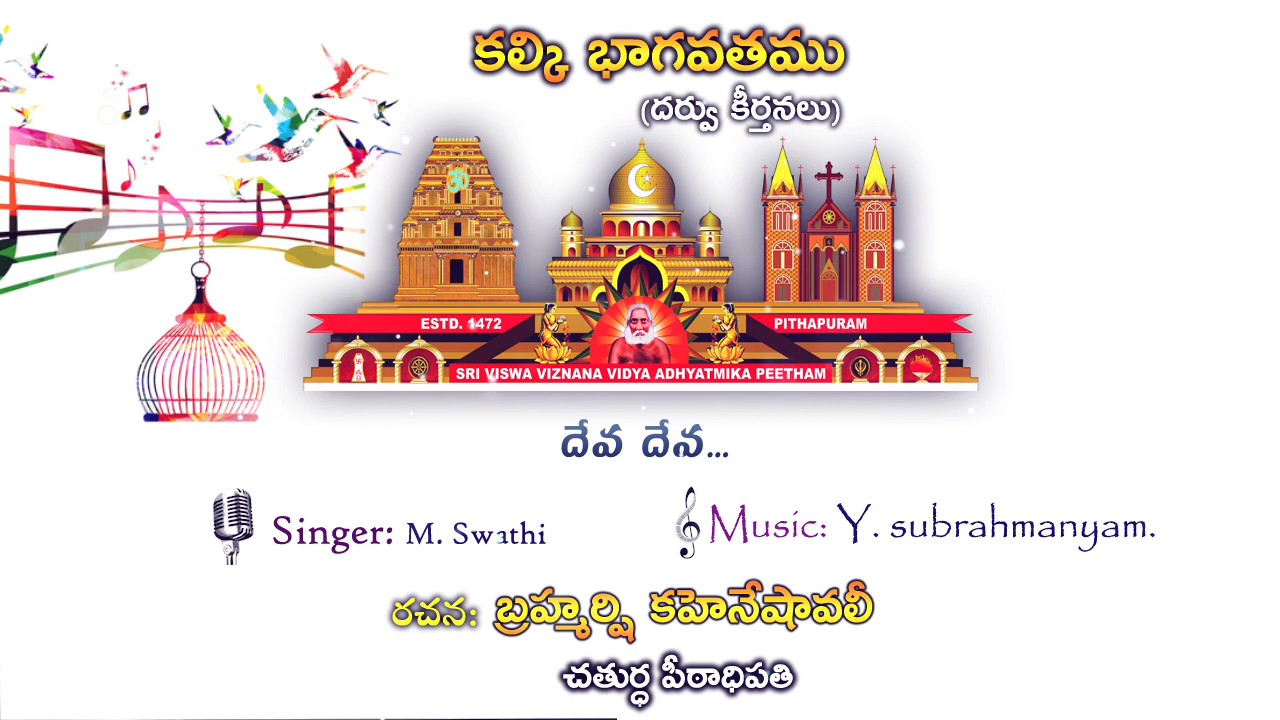 కల్కి భాగవతము
(దర్వు కీర్తనలు)
ESTD. 1472
PITHAPURAM
SRI VISWA VIZNANA VIDYA ADHYATMIKA PEETHAM
దేవ దేవ...
Singer: M. Swathi
Music: Y. subrahmanyam.
రచన: బ్రహ్మర్షి కహెనేషావలీ
చతుర్ధ పీఠాధిపతి